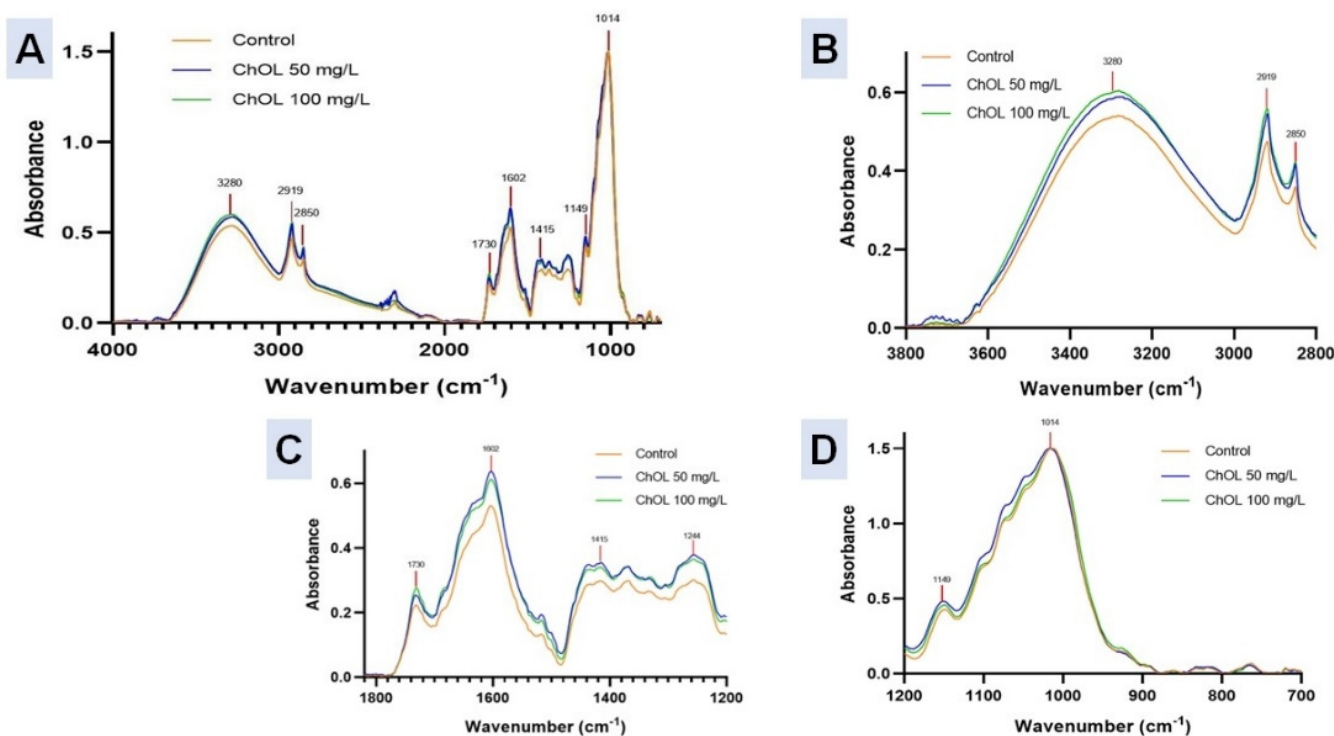 A
Control
ChOL 50 mg/L
ChOL 100 mg/L
1014
1.5
1.0
0.5
0.0
Absorbance
3280
2919
2850
1730
1602
1415
1149
4000
3000
2000
1000
Wavenumber (cm-1)
B
Control
ChOL 50 mg/L
ChOL 100 mg/L
3280
2919
2850
0.6
0.4
0.2
0.0
Absorbance
3800
3600
3400
3200
3000
2800
Wavenumber (cm-1)
C
Control
ChOL 50 mg/L
ChOL 100 mg/L
1602
1730
1415
1244
0.6
0.4
0.2
0.0
Absorbance
1800
1600
1400
1200
Wavenumber (cm-1)
D
Control
ChOL 50 mg/L
ChOL 100 mg/L
1014
1149
1.5
1.0
0.5
0.0
Absorbance
1200
1100
1000
900
800
700
Wavenumber (cm-1)